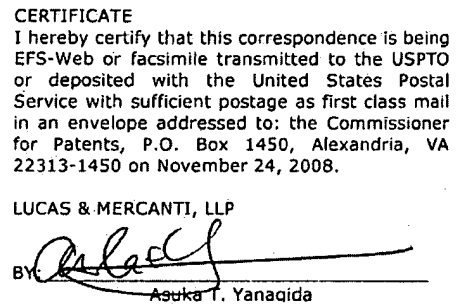 CERTIFICATE
I hereby certify that this correspondence is being
EFS-Web or facsimile transmitted to the USPTO
or deposited with the United States Postal
Service with sufficient postage as first class mail
in an envelope addressed to: the Commissioner
for Patents, P.O. Box 1450, Alexandria, VA
22313-1450 on November 24, 2008.
LUCAS & MERCANTI, LLP
BY:
Asuka T. Yanagida